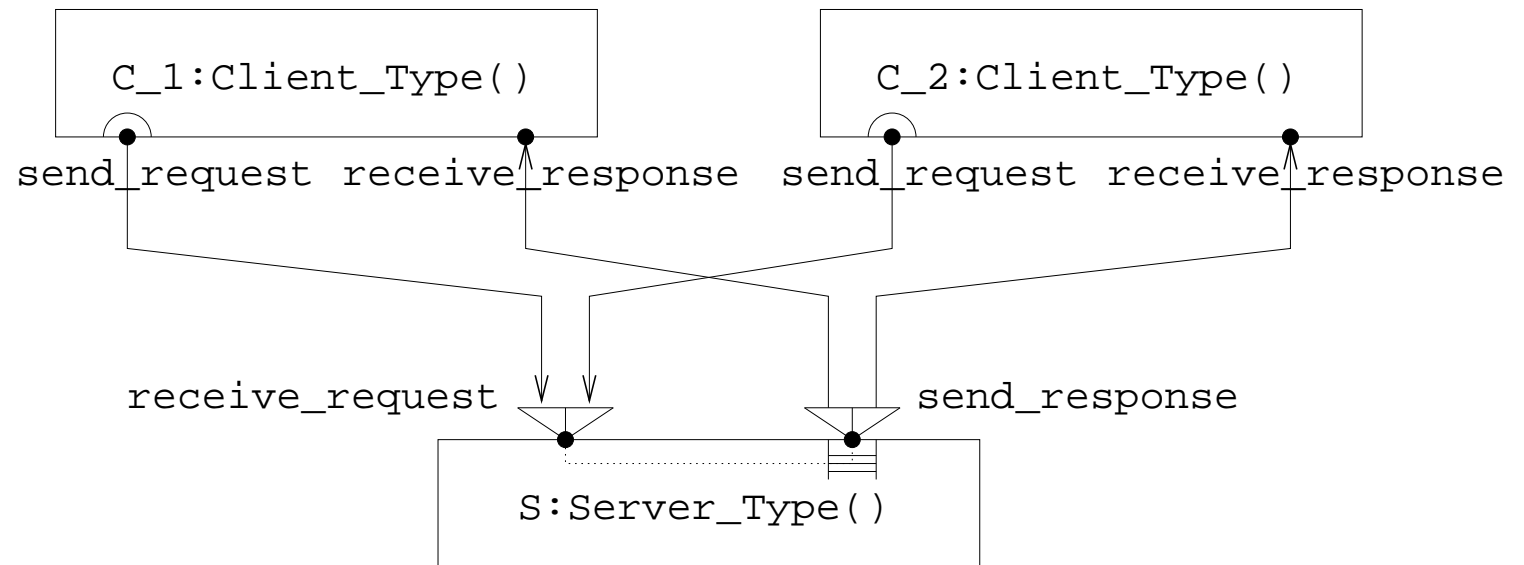 C_1:Client_Type() C_2:Client_Type()
send_request receive_response send_request receive_response
receive_request send_response
S:Server_Type()